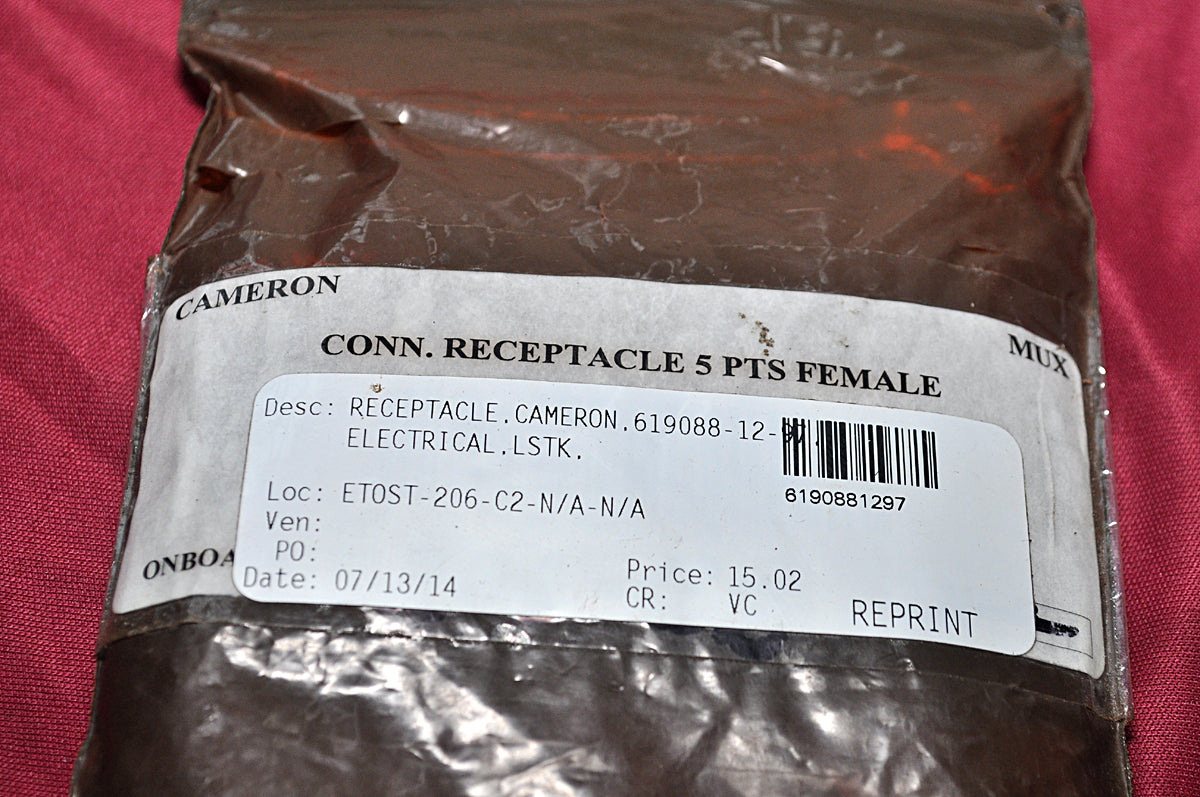 CAMERON
MUX
CONN. RECEPTACLE 5 PTS FEMALE
Desc: RECEPTACLE.CAMERON.619088-12-
ELECTRICAL.LSTK.
6190881297
Loc: ETOST-206-C2-N/A-N/A
Ven:
PO:
Date: 07/13/14
Price: 15.02
CR: VC
REPRINT
ONBOA